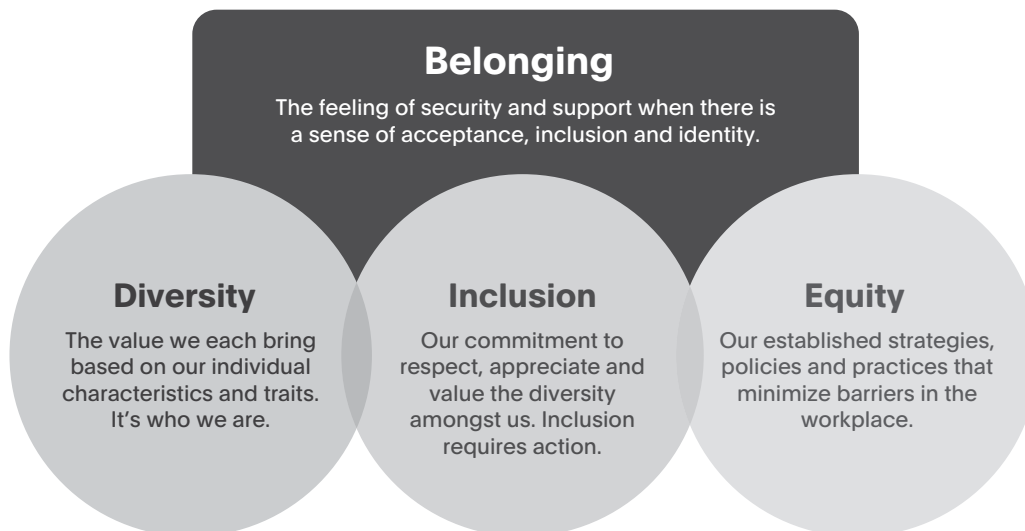 Belonging
The feeling of security and support when there is
a sense of acceptance, inclusion and identity.
Diversity
The value we each bring
based on our individual
characteristics and traits.
It’s who we are.
Inclusion
Our commitment to
respect, appreciate and
value the diversity
amongst us. Inclusion
requires action.
Equity
Our established strategies,
policies and practices that
minimize barriers in the
workplace.